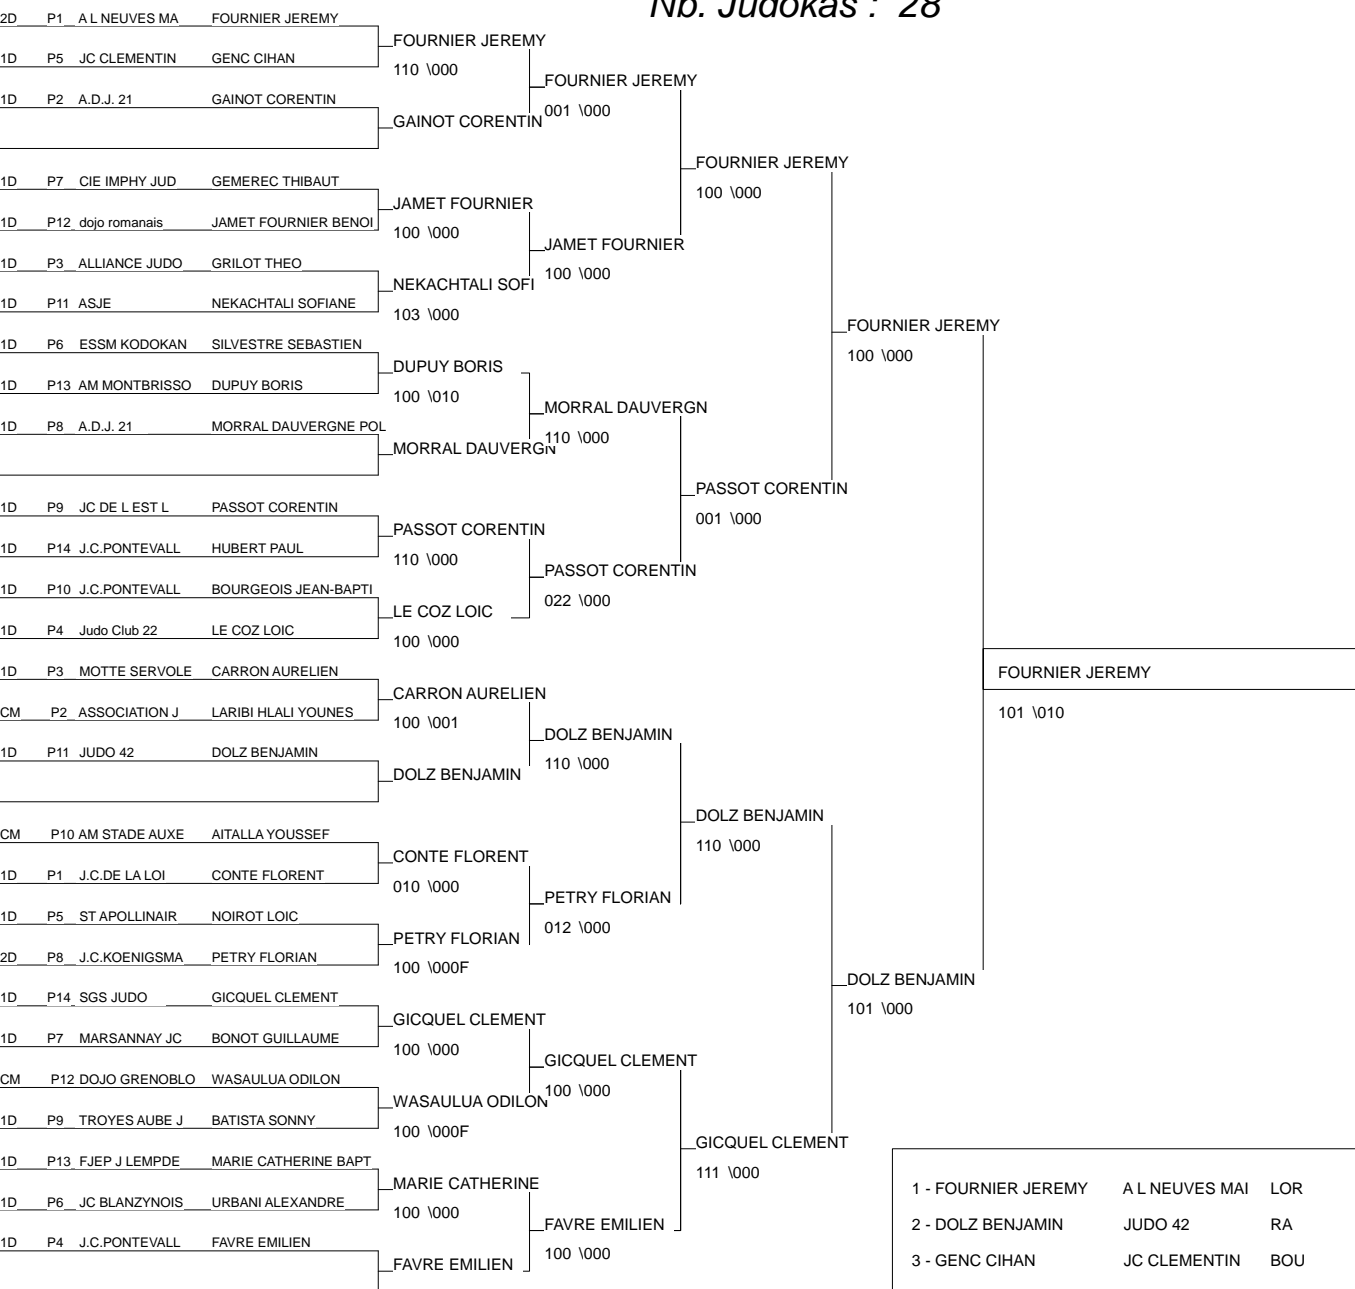 Nb. Judokas : 28
2D P1 A L NEUVES MA FOURNIER JEREMY
FOURNIER JEREMY
1D P5 JC CLEMENTIN GENC CIHAN
110 \000
FOURNIER JEREMY
1D P2 A.D.J. 21 GAINOT CORENTIN
001 \000
GAINOT CORENTIN
FOURNIER JEREMY
1D P7 CIE IMPHY JUD GEMEREC THIBAUT
100 \000
JAMET FOURNIER
1D P12 dojo romanais JAMET FOURNIER BENOI
100 \000
JAMET FOURNIER
1D P3 ALLIANCE JUDO GRILOT THEO
100 \000
NEKACHTALI SOFI
1D P11 ASJE NEKACHTALI SOFIANE
103 \000
FOURNIER JEREMY
1D P6 ESSM KODOKAN SILVESTRE SEBASTIEN
100 \000
DUPUY BORIS
1D P13 AM MONTBRISSO DUPUY BORIS
100 \010
MORRAL DAUVERGN
1D P8 A.D.J. 21 MORRAL DAUVERGNE POL
110 \000
MORRAL DAUVERGN
PASSOT CORENTIN
1D P9 JC DE L EST L PASSOT CORENTIN
001 \000
PASSOT CORENTIN
1D P14 J.C.PONTEVALL HUBERT PAUL
110 \000
PASSOT CORENTIN
1D P10 J.C.PONTEVALL BOURGEOIS JEAN-BAPTI
022 \000
LE COZ LOIC
1D P4 Judo Club 22 LE COZ LOIC
100 \000
1D P3 MOTTE SERVOLE CARRON AURELIEN
FOURNIER JEREMY
CARRON AURELIEN
CM P2 ASSOCIATION J LARIBI HLALI YOUNES
101 \010
100 \001
DOLZ BENJAMIN
1D P11 JUDO 42 DOLZ BENJAMIN
110 \000
DOLZ BENJAMIN
DOLZ BENJAMIN
CM P10 AM STADE AUXE AITALLA YOUSSEF
110 \000
CONTE FLORENT
1D P1 J.C.DE LA LOI CONTE FLORENT
010 \000
PETRY FLORIAN
1D P5 ST APOLLINAIR NOIROT LOIC
012 \000
PETRY FLORIAN
2D P8 J.C.KOENIGSMA PETRY FLORIAN
100 \000F
DOLZ BENJAMIN
1D P14 SGS JUDO GICQUEL CLEMENT
101 \000
GICQUEL CLEMENT
1D P7 MARSANNAY JC BONOT GUILLAUME
100 \000
GICQUEL CLEMENT
CM P12 DOJO GRENOBLO WASAULUA ODILON
100 \000
WASAULUA ODILON
1D P9 TROYES AUBE J BATISTA SONNY
100 \000F
GICQUEL CLEMENT
1D P13 FJEP J LEMPDE MARIE CATHERINE BAPT
111 \000
MARIE CATHERINE
1 - FOURNIER JEREMY A L NEUVES MAI LOR
1D P6 JC BLANZYNOIS URBANI ALEXANDRE
100 \000
FAVRE EMILIEN
2 - DOLZ BENJAMIN JUDO 42 RA
1D P4 J.C.PONTEVALL FAVRE EMILIEN
100 \000
FAVRE EMILIEN
3 - GENC CIHAN JC CLEMENTIN BOU